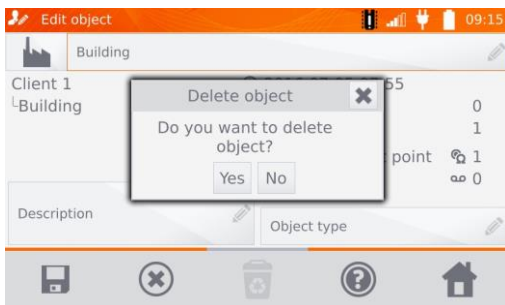 Edit object
09:15
Building
Client 1
Building
55
0
1
point 1
0
Delete object
Do you want to delete
object?
Yes No
Description
Object type